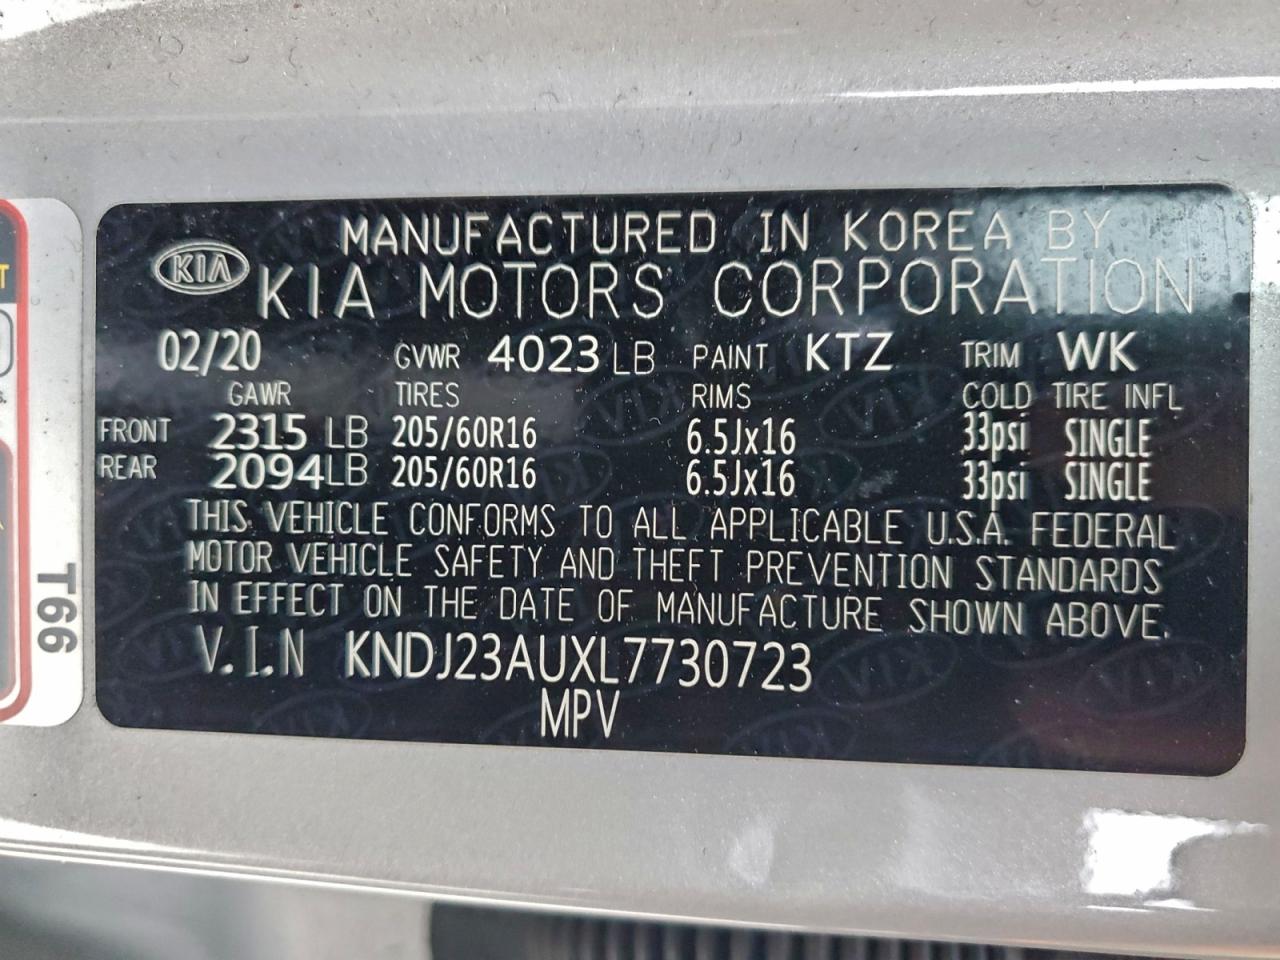 MANUFACTURED IN KOREA BY
KIA KIA MOTORS CORPORATION
02/20 GVWR 4023 LB PAINT KTZ TRIM WK
GAWR TIRES RIMS COLD TIRE INFL
FRONT 2315 LB 205/60R16 6.5Jx16 33psi SINGLE
REAR 2094LB 205/60R16 6.5Jx16 33psi SINGLE
THIS VEHICLE CONFORMS TO ALL APPLICABLE U.S.A. FEDERAL
MOTOR VEHICLE SAFETY AND THEFT PREVENTION STANDARDS
IN EFFECT ON THE DATE OF MANUFACTURE SHOWN ABOVE.
V.I.N KNDJ23AUXL7730723
MPV
T66